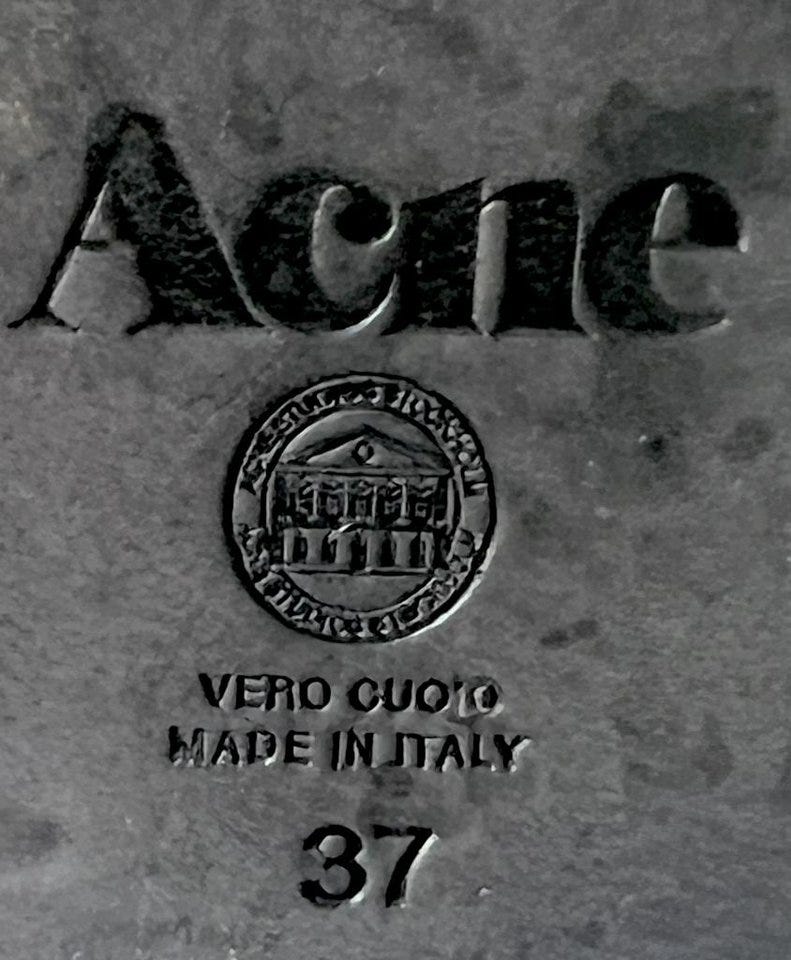 Acne
VERO CUOIO
MADE IN ITALY
37